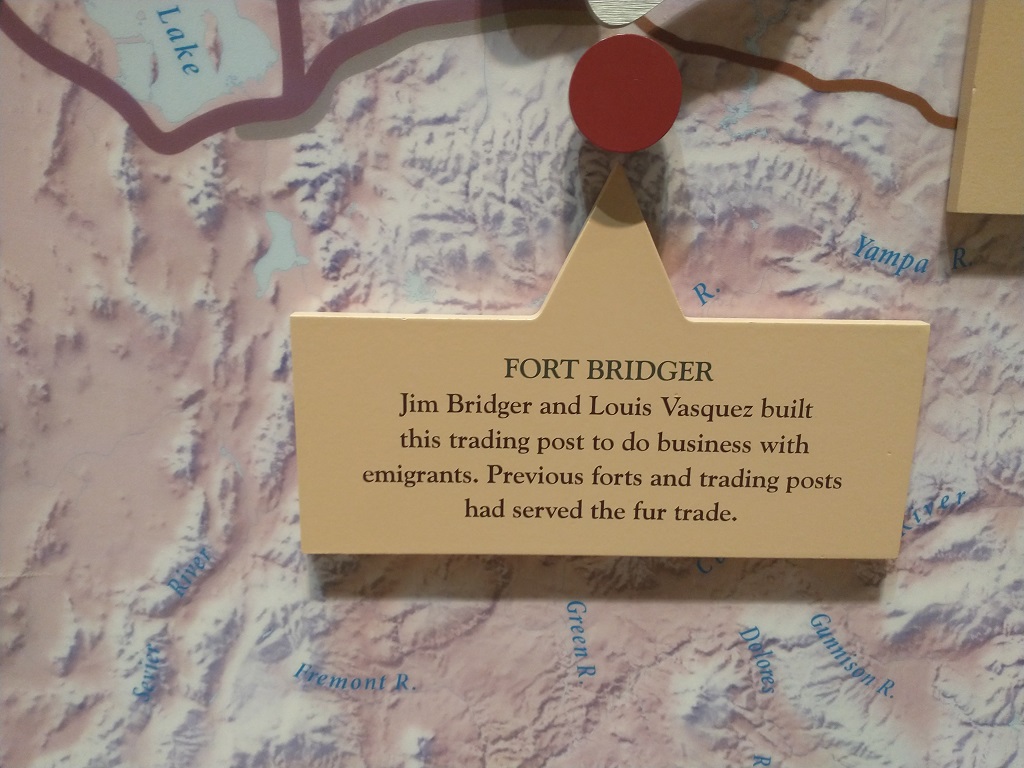 Lake
Yampa R.
R.
FORT BRIDGER
Jim Bridger and Louis Vasquez built
this trading post to do business with
emigrants. Previous forts and trading posts
had served the fur trade.
River
Sevier River
Green R.
Dolores
R
Gunnison R.
Fremont R.